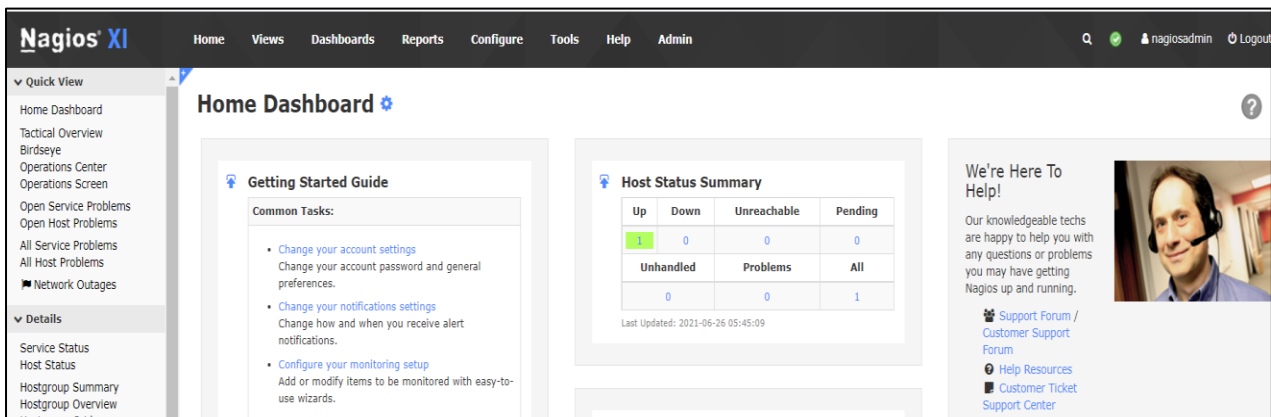 Nagios® XI
Home Views Dashboards Reports Configure Tools Help Admin
nagiosadmin Logout
Quick View
Home Dashboard
Tactical Overview
Birdseye
Operations Center
Operations Screen
Open Service Problems
Open Host Problems
All Service Problems
All Host Problems
Network Outages
Details
Service Status
Host Status
Hostgroup Summary
Hostgroup Overview
Home Dashboard
?
Getting Started Guide
Common Tasks:
• Change your account settings
Change your account password and general
preferences.
• Change your notifications settings
Change how and when you receive alert
notifications.
• Configure your monitoring setup
Add or modify items to be monitored with easy-to-
use wizards.
Host Status Summary
Up Down Unreachable Pending
1 0 0 0
Unhandled Problems All
0 0 1
Last Updated: 2021-06-26 05:45:09
We're Here To
Help!
Our knowledgeable techs
are happy to help you with
any questions or problems
you may have getting
Nagios up and running.
Support Forum /
Customer Support
Forum
Help Resources
Customer Ticket
Support Center